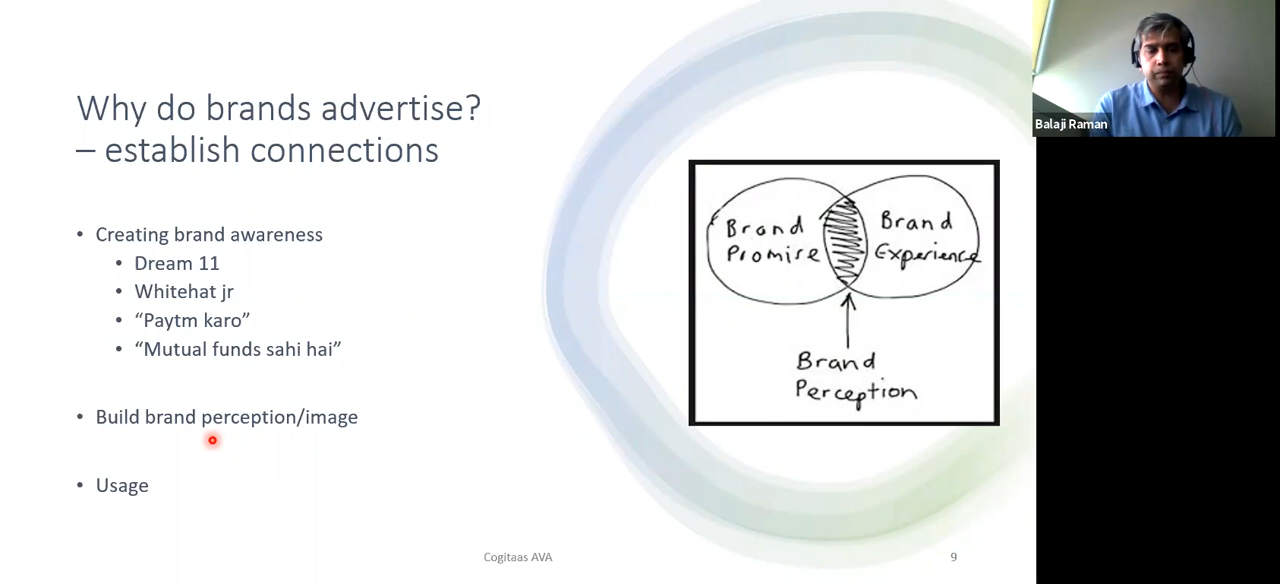 Why do brands advertise?
– establish connections
• Creating brand awareness
• Dream 11
• Whitehat jr
• “Paytm karo”
• “Mutual funds sahi hai”
• Build brand perception/image
• Usage
Brand Promise
Brand Experience
Brand
Perception
Cogitaas AVA
9
Balaji Raman